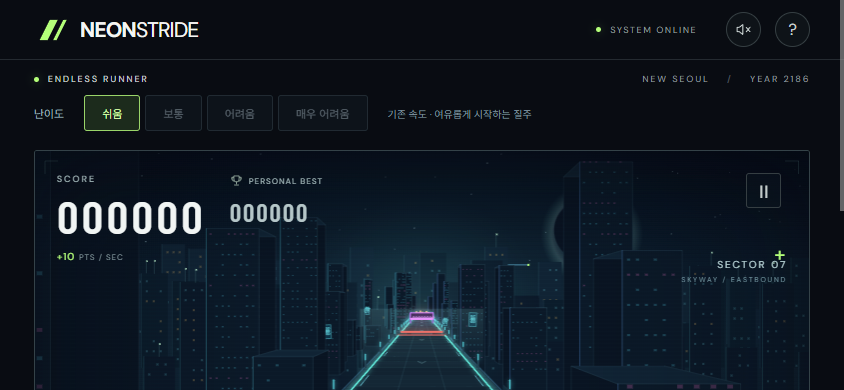 NEONSTRIDE
SYSTEM ONLINE
?
ENDLESS RUNNER
NEW SEOUL / YEAR 2186
난이도 쉬움 보통 어려움 매우 어려움 기존 속도 · 여유롭게 시작하는 질주
SCORE
PERSONAL BEST
000000
000000
+10 PTS / SEC
SECTOR 07
SKYWAY / EASTBOUND